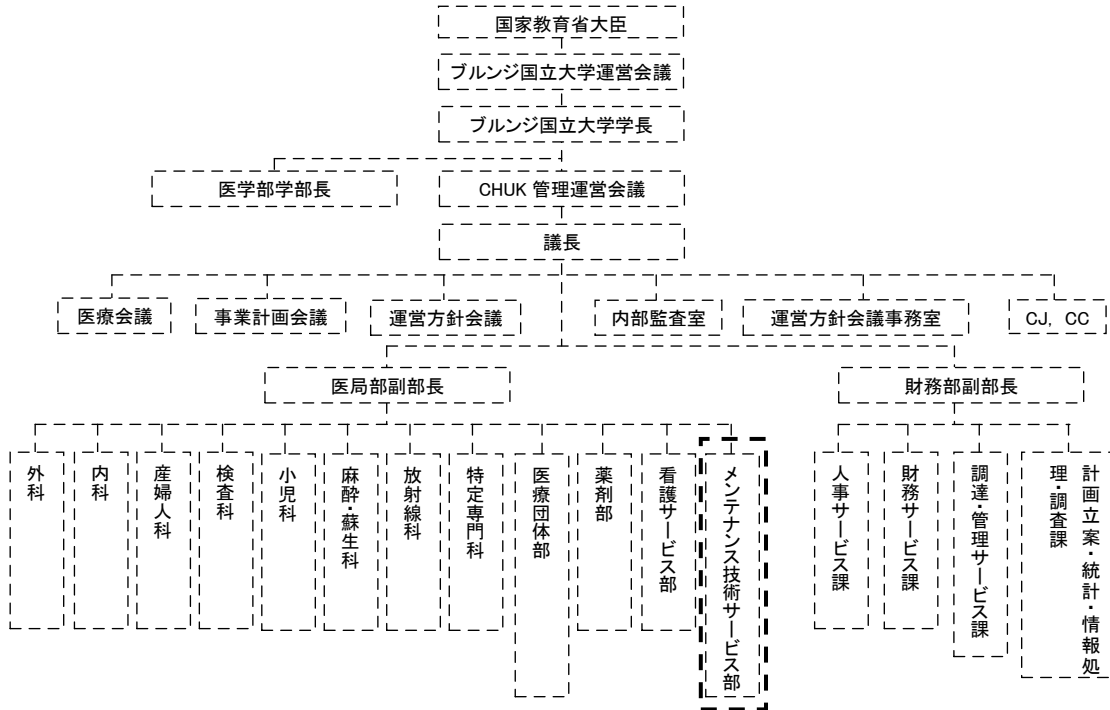 国家教育省大臣
ブルンジ国立大学運営会議
ブルンジ国立大学学長
医学部学部長
CHUK 管理運営会議
議長
医療会議
事業計画会議
運営方針会議
内部監査室
運営方針会議事務室
CJ, CC
医局部副部長
財務部副部長
外科
内科
産婦人科
検査科
小児科
麻酔・蘇生科
放射線科
特定専門科
医療団体部
薬剤部
看護サービス部
メンテナンス技術サービス部
人事サービス課
財務サービス課
調達・管理サービス課
計画立案・統計・情報処
理・調査課